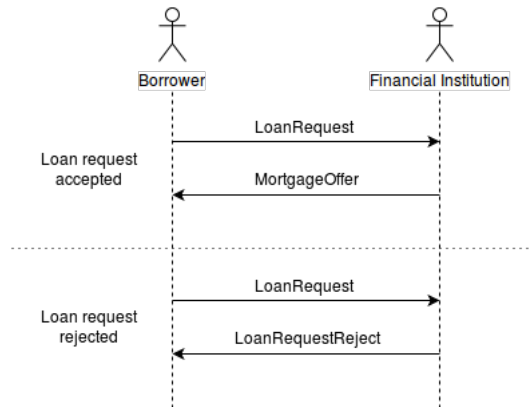 Borrower
Financial Institution
LoanRequest
Loan request
accepted
MortgageOffer
LoanRequest
Loan request
rejected
LoanRequestReject